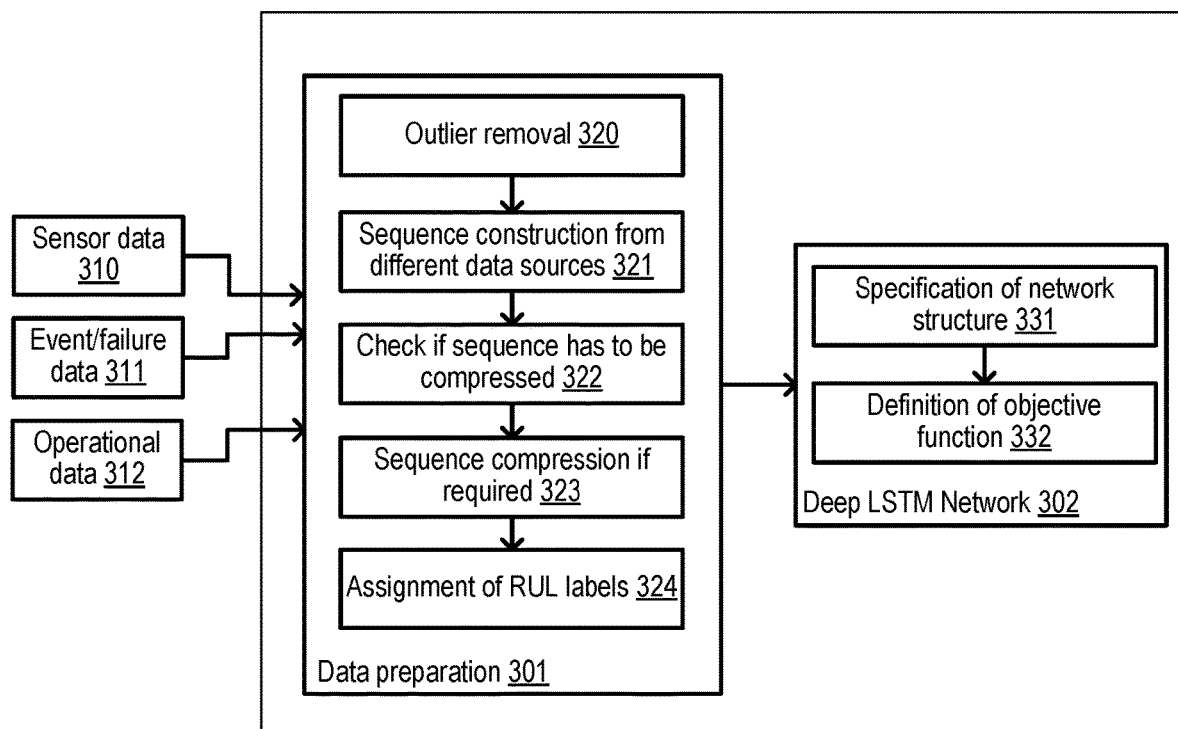 Sensor data
310
Event/failure
data 311
Operational
data 312
Outlier removal 320
Sequence construction from
different data sources 321
Check if sequence has to be
compressed 322
Sequence compression if
required 323
Assignment of RUL labels 324
Data preparation 301
Specification of network
structure 331
Definition of objective
function 332
Deep LSTM Network 302